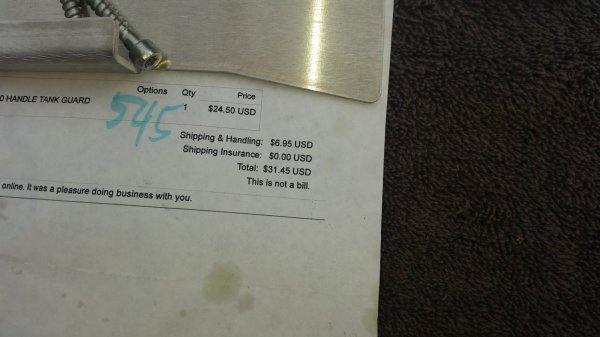 Options Qty Price
0 HANDLE TANK GUARD 1 $24.50 USD
545
Shipping & Handling: $6.95 USD
Shipping Insurance: $0.00 USD
Total: $31.45 USD
This is not a bill.
online. It was a pleasure doing business with you.